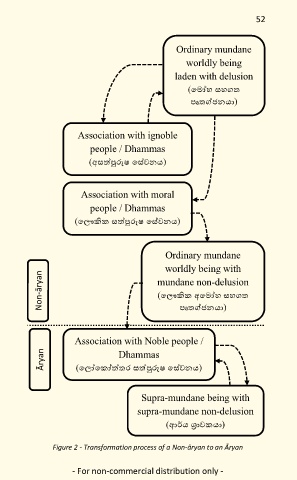 52
Ordinary mundane
worldly being
laden with delusion
(මෝහ සහගත
පෘතග්ජනයා)
Association with ignoble
people / Dhammas
(අසත්පුරුෂ සේවනය)
Association with moral
people / Dhammas
(ලෞකික සත්පුරුෂ සේවනය)
Ordinary mundane
worldly being with
mundane non-delusion
(ලෞකික අමෝහ සහගත
පෘතග්ජනයා)
Non-āryan
Āryan
Association with Noble people /
Dhammas
(ලෝකෝත්තර සත්පුරුෂ සේවනය)
Supra-mundane being with
supra-mundane non-delusion
(ආර්ය ශ්‍රාවකයා)
Figure 2 - Transformation process of a Non-āryan to an Āryan
- For non-commercial distribution only -